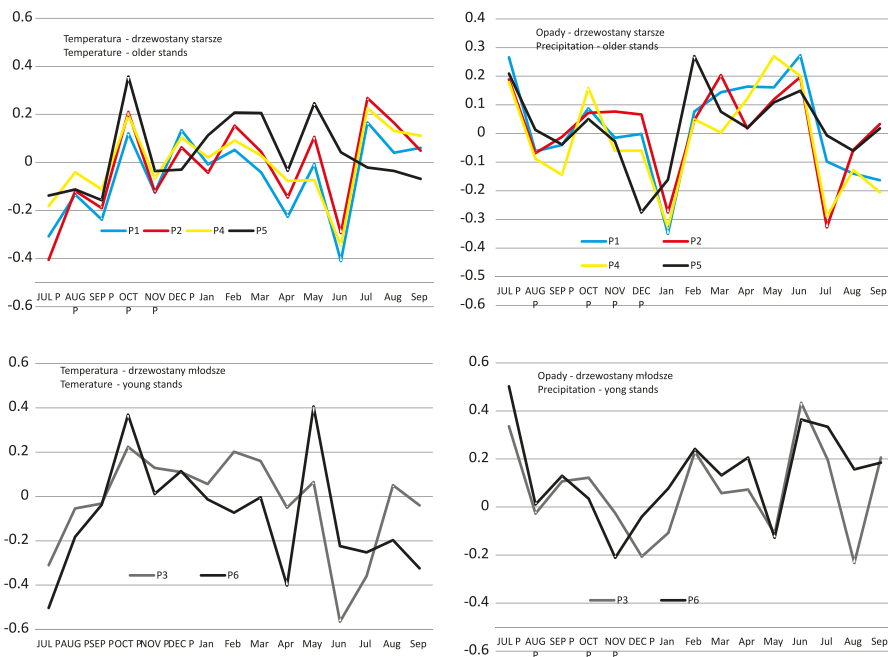 0.6
Temperatura - drzewostany starsze
Temperature - older stands
0.4
0.2
0
-0.2
P1 P2 P4 P5
-0.4
-0.6
JUL P AUG P SEP P OCT P NOV P DEC P Jan Feb Mar Apr May Jun Jul Aug Sep
0.4
Opady - drzewostany starsze
Precipitation - older stands
0.3
0.2
0.1
0
-0.1
-0.2
-0.3
P1 P2
-0.4
P4 P5
-0.5
-0.6
JUL P AUG P SEP P OCT P NOV P DEC P Jan Feb Mar Apr May Jun Jul Aug Sep
0.6
Temperatura - drzewostany młodsze
Temerature - young stands
0.4
0.2
0
-0.2
P3 P6
-0.4
-0.6
JUL P AUG P SEP P OCT P NOV P DEC P Jan Feb Mar Apr May Jun Jul Aug Sep
0.6
Opady - drzewostany młodsze
Precipitation - yong stands
0.4
0.2
0
-0.2
-0.4
P3 P6
-0.6
JUL P AUG P SEP P OCT P NOV P DEC P Jan Feb Mar Apr May Jun Jul Aug Sep